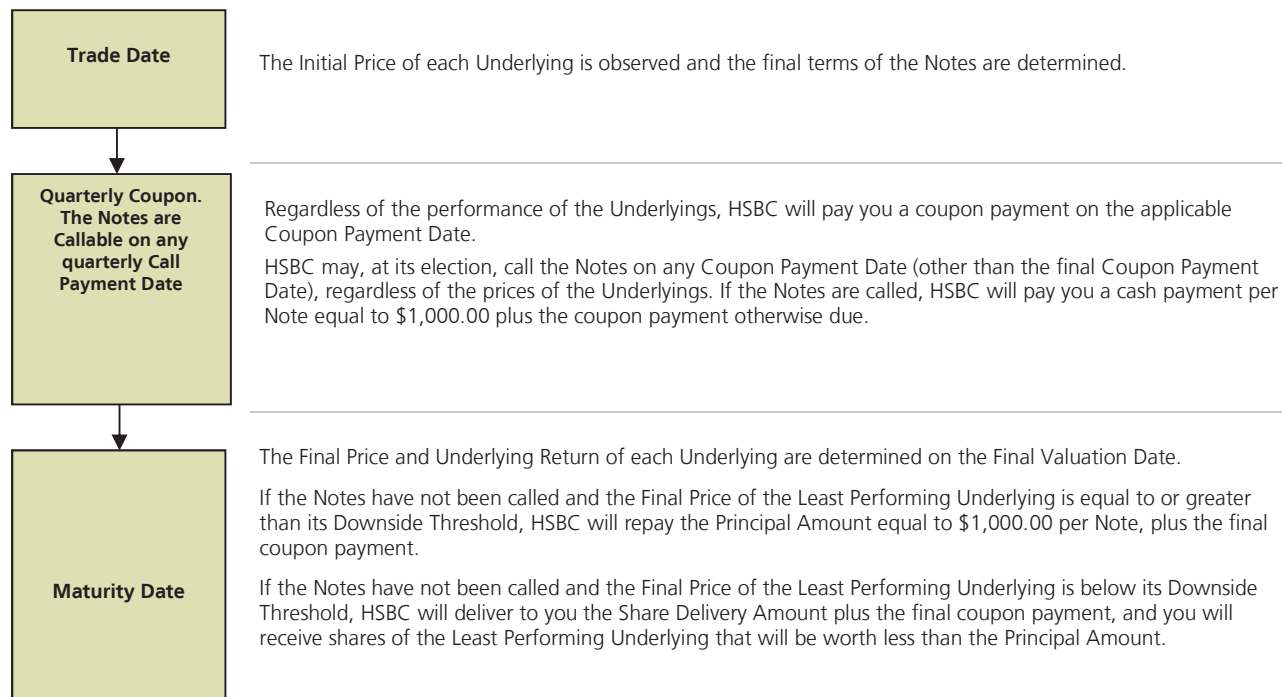 Trade Date
The Initial Price of each Underlying is observed and the final terms of the Notes are determined.
Quarterly Coupon.
The Notes are
Callable on any
quarterly Call
Payment Date
Regardless of the performance of the Underlyings, HSBC will pay you a coupon payment on the applicable
Coupon Payment Date.
HSBC may, at its election, call the Notes on any Coupon Payment Date (other than the final Coupon Payment
Date), regardless of the prices of the Underlyings. If the Notes are called, HSBC will pay you a cash payment per
Note equal to $1,000.00 plus the coupon payment otherwise due.
Maturity Date
The Final Price and Underlying Return of each Underlying are determined on the Final Valuation Date.
If the Notes have not been called and the Final Price of the Least Performing Underlying is equal to or greater
than its Downside Threshold, HSBC will repay the Principal Amount equal to $1,000.00 per Note, plus the final
coupon payment.
If the Notes have not been called and the Final Price of the Least Performing Underlying is below its Downside
Threshold, HSBC will deliver to you the Share Delivery Amount plus the final coupon payment, and you will
receive shares of the Least Performing Underlying that will be worth less than the Principal Amount.